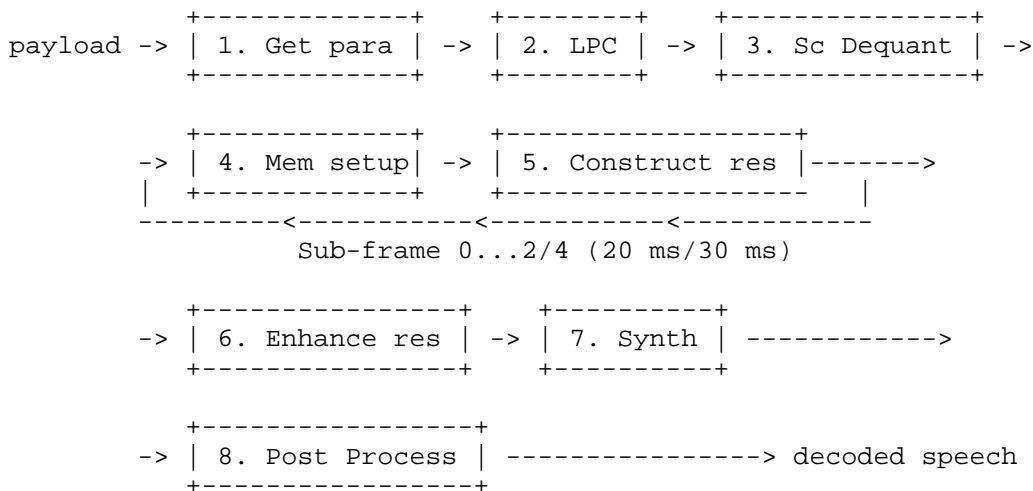 +-------------+    +--------+    +---------------+
payload ->  | 1. Get para | -> | 2. LPC | -> | 3. Sc Dequant | ->
            +-------------+    +--------+    +---------------+

            +-------------+    +------------------+
         -> | 4. Mem setup|  -> | 5. Construct res |------->
         |  +-------------+    +-------------------   |
         ---------<-----------<-----------<------------
                   Sub-frame 0...2/4 (20 ms/30 ms)

            +----------------+    +----------+
         -> | 6. Enhance res | -> | 7. Synth | ------------>
            +----------------+    +----------+

            +-----------------+
         -> | 8. Post Process | ----------------> decoded speech
            +-----------------+